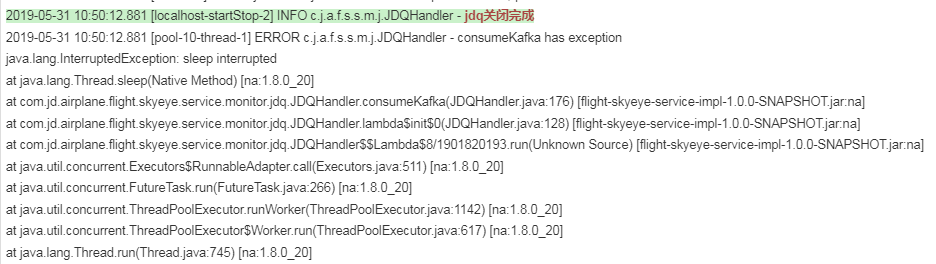 2019-05-31 10:50:12.881 [localhost-startStop-2] INFO c.j.a.f.s.s.m.j.JDQHandler - jdq关闭完成
2019-05-31 10:50:12.881 [pool-10-thread-1] ERROR c.j.a.f.s.s.m.j.JDQHandler - consumeKafka has exception
java.lang.InterruptedException: sleep interrupted
at java.lang.Thread.sleep(Native Method) [na:1.8.0_20]
at com.jd.airplane.flight.skyeye.service.monitor.jdq.JDQHandler.consumeKafka(JDQHandler.java:176) [flight-skyeye-service-impl-1.0.0-SNAPSHOT.jar:na]
at com.jd.airplane.flight.skyeye.service.monitor.jdq.JDQHandler.lambda$init$0(JDQHandler.java:128) [flight-skyeye-service-impl-1.0.0-SNAPSHOT.jar:na]
at com.jd.airplane.flight.skyeye.service.monitor.jdq.JDQHandler$$Lambda$8/1901820193.run(Unknown Source) [flight-skyeye-service-impl-1.0.0-SNAPSHOT.jar:na]
at java.util.concurrent.Executors$RunnableAdapter.call(Executors.java:511) [na:1.8.0_20]
at java.util.concurrent.FutureTask.run(FutureTask.java:266) [na:1.8.0_20]
at java.util.concurrent.ThreadPoolExecutor.runWorker(ThreadPoolExecutor.java:1142) [na:1.8.0_20]
at java.util.concurrent.ThreadPoolExecutor$Worker.run(ThreadPoolExecutor.java:617) [na:1.8.0_20]
at java.lang.Thread.run(Thread.java:745) [na:1.8.0_20]